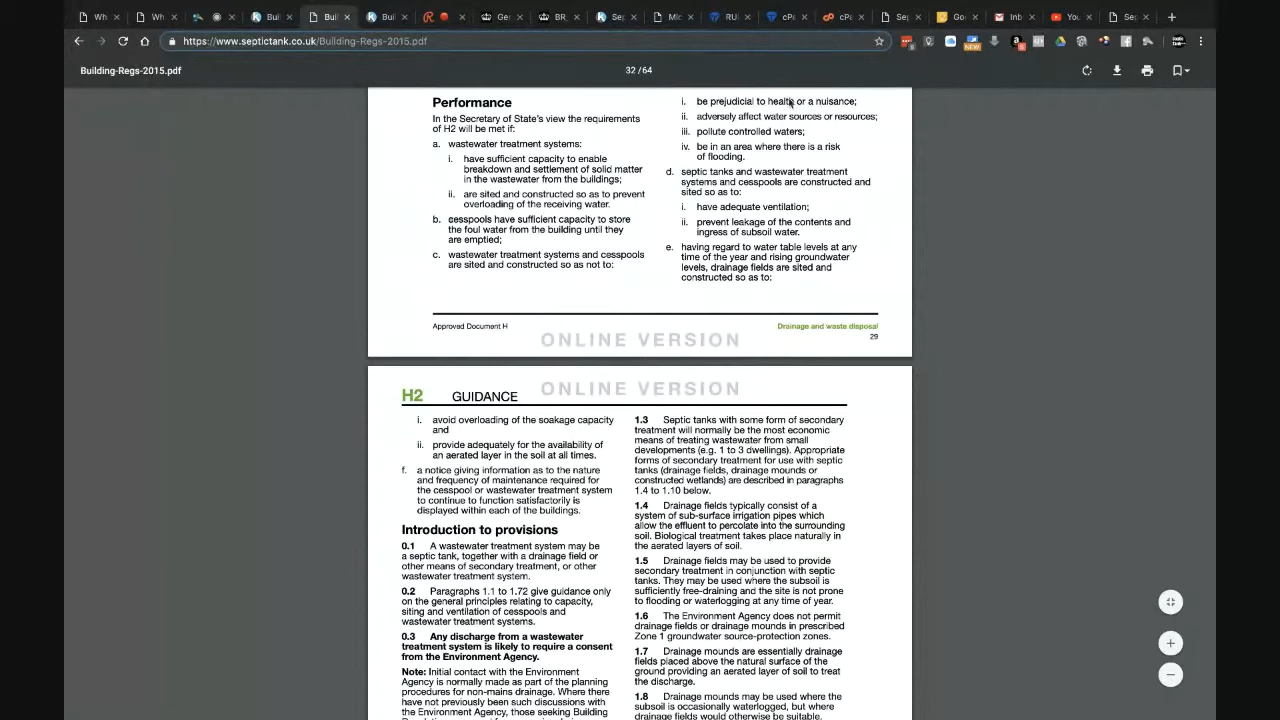 Whi
Wh
Bui
Buil
Bui
R
Ger
BR_
Sep
Mic
RUI
cPa
cPa
Sep
Goo
Inb
You
Sep
https://www.septictank.co.uk/Building-Regs-2015.pdf
NEW
Building-Regs-2015.pdf
32 / 64
Performance
In the Secretary of State's view the requirements
of H2 will be met if:
a. wastewater treatment systems:
i. have sufficient capacity to enable
breakdown and settlement of solid matter
in the wastewater from the buildings;
ii. are sited and constructed so as to prevent
overloading of the receiving water.
b. cesspools have sufficient capacity to store
the foul water from the building until they
are emptied;
c. wastewater treatment systems and cesspools
are sited and constructed so as not to:
i. be prejudicial to health or a nuisance;
ii. adversely affect water sources or resources;
iii. pollute controlled waters;
iv. be in an area where there is a risk
of flooding.
d. septic tanks and wastewater treatment
systems and cesspools are constructed and
sited so as to:
i. have adequate ventilation;
ii. prevent leakage of the contents and
ingress of subsoil water.
e. having regard to water table levels at any
time of the year and rising groundwater
levels, drainage fields are sited and
constructed so as to:
Approved Document H
ONLINE VERSION
Drainage and waste disposal
29
H2 GUIDANCE
ONLINE VERSION
i. avoid overloading of the soakage capacity
and
ii. provide adequately for the availability of
an aerated layer in the soil at all times.
f. a notice giving information as to the nature
and frequency of maintenance required for
the cesspool or wastewater treatment system
to continue to function satisfactorily is
displayed within each of the buildings.
Introduction to provisions
0.1 A wastewater treatment system may be
a septic tank, together with a drainage field or
other means of secondary treatment, or other
wastewater treatment system.
0.2 Paragraphs 1.1 to 1.72 give guidance only
on the general principles relating to capacity,
siting and ventilation of cesspools and
wastewater treatment systems.
0.3 Any discharge from a wastewater
treatment system is likely to require a consent
from the Environment Agency.
Note: Initial contact with the Environment
Agency is normally made as part of the planning
procedures for non-mains drainage. Where there
have not previously been such discussions with
the Environment Agency, those seeking Building
1.3 Septic tanks with some form of secondary
treatment will normally be the most economic
means of treating wastewater from small
developments (e.g. 1 to 3 dwellings). Appropriate
forms of secondary treatment for use with septic
tanks (drainage fields, drainage mounds or
constructed wetlands) are described in paragraphs
1.4 to 1.10 below.
1.4 Drainage fields typically consist of a
system of sub-surface irrigation pipes which
allow the effluent to percolate into the surrounding
soil. Biological treatment takes place naturally in
the aerated layers of soil.
1.5 Drainage fields may be used to provide
secondary treatment in conjunction with septic
tanks. They may be used where the subsoil is
sufficiently free-draining and the site is not prone
to flooding or waterlogging at any time of year.
1.6 The Environment Agency does not permit
drainage fields or drainage mounds in prescribed
Zone 1 groundwater source-protection zones.
1.7 Drainage mounds are essentially drainage
fields placed above the natural surface of the
ground providing an aerated layer of soil to treat
the discharge.
1.8 Drainage mounds may be used where the
subsoil is occasionally waterlogged, but where
drainage fields would otherwise be suitable.